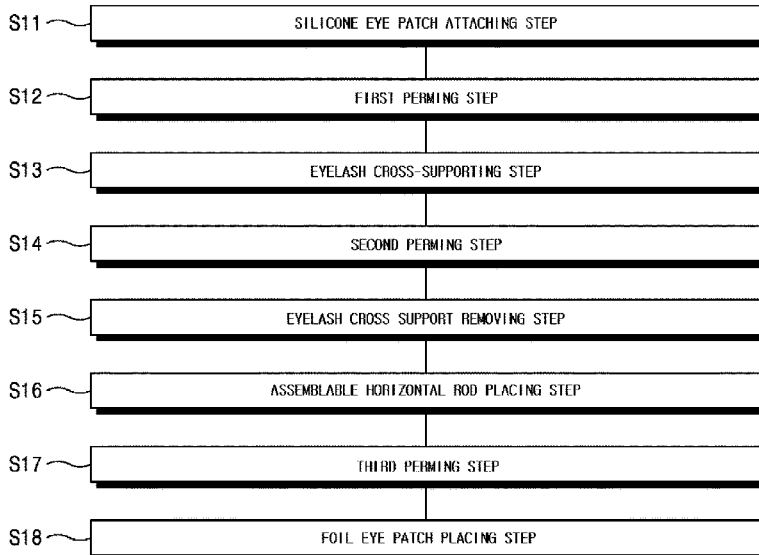 S11 SILICONE EYE PATCH ATTACHING STEP
S12 FIRST PERMING STEP
S13 EYELASH CROSS-SUPPORTING STEP
S14 SECOND PERMING STEP
S15 EYELASH CROSS SUPPORT REMOVING STEP
S16 ASSEMBLABLE HORIZONTAL ROD PLACING STEP
S17 THIRD PERMING STEP
S18 FOIL EYE PATCH PLACING STEP